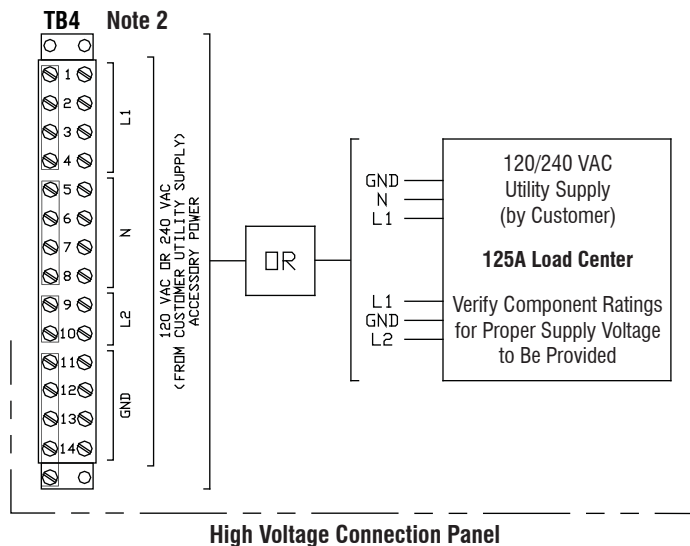 TB4 Note 2
1
2
3
4
5
6
7
8
9
10
11
12
13
14
L1
N
L2
GND
120 VAC OR 240 VAC
(FROM CUSTOMER UTILITY SUPPLY)
ACCESSORY POWER
OR
GND
N
L1
L1
GND
L2
120/240 VAC
Utility Supply
(by Customer)
125A Load Center
Verify Component Ratings
for Proper Supply Voltage
to Be Provided
High Voltage Connection Panel